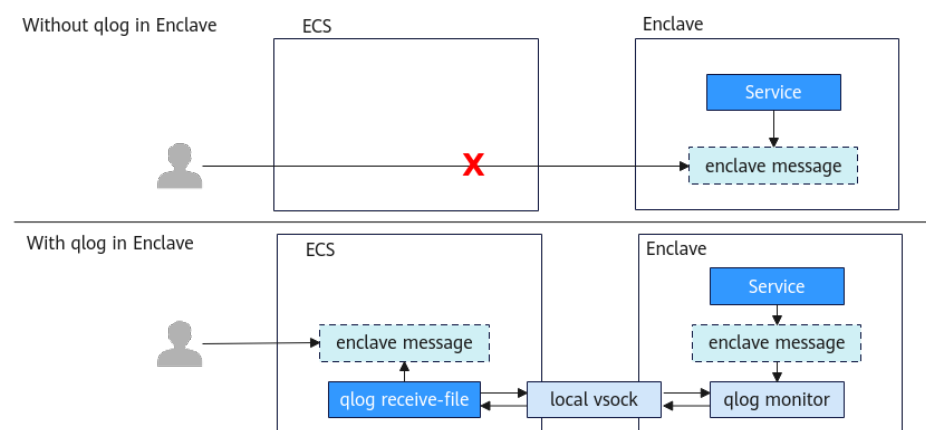 Without qlog in Enclave
ECS
Enclave
Service
X
enclave message
With qlog in Enclave
ECS
Enclave
Service
enclave message
enclave message
qlog receive-file
local vsock
qlog monitor